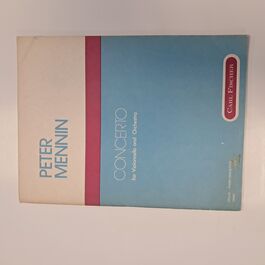 PETER
MENNIN
CONCERTO
for Violoncello and Orchestra
CARL FISCHER